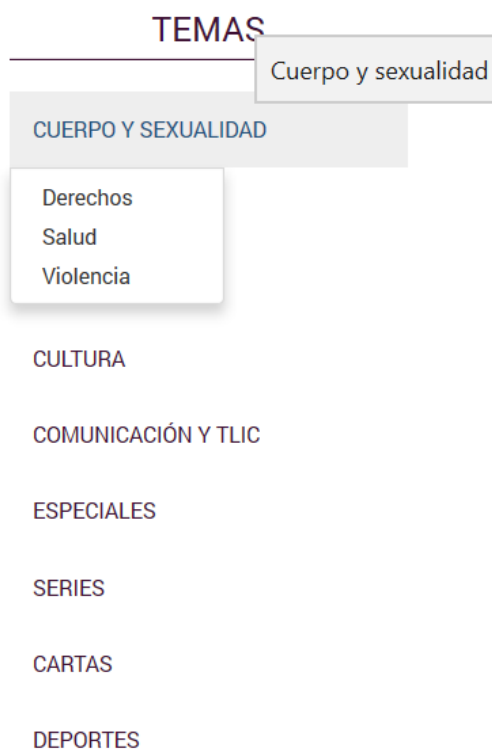 TEMAS
Cuerpo y sexualidad
CUERPO Y SEXUALIDAD
Derechos
Salud
Violencia
CULTURA
COMUNICACIÓN Y TLIC
ESPECIALES
SERIES
CARTAS
DEPORTES